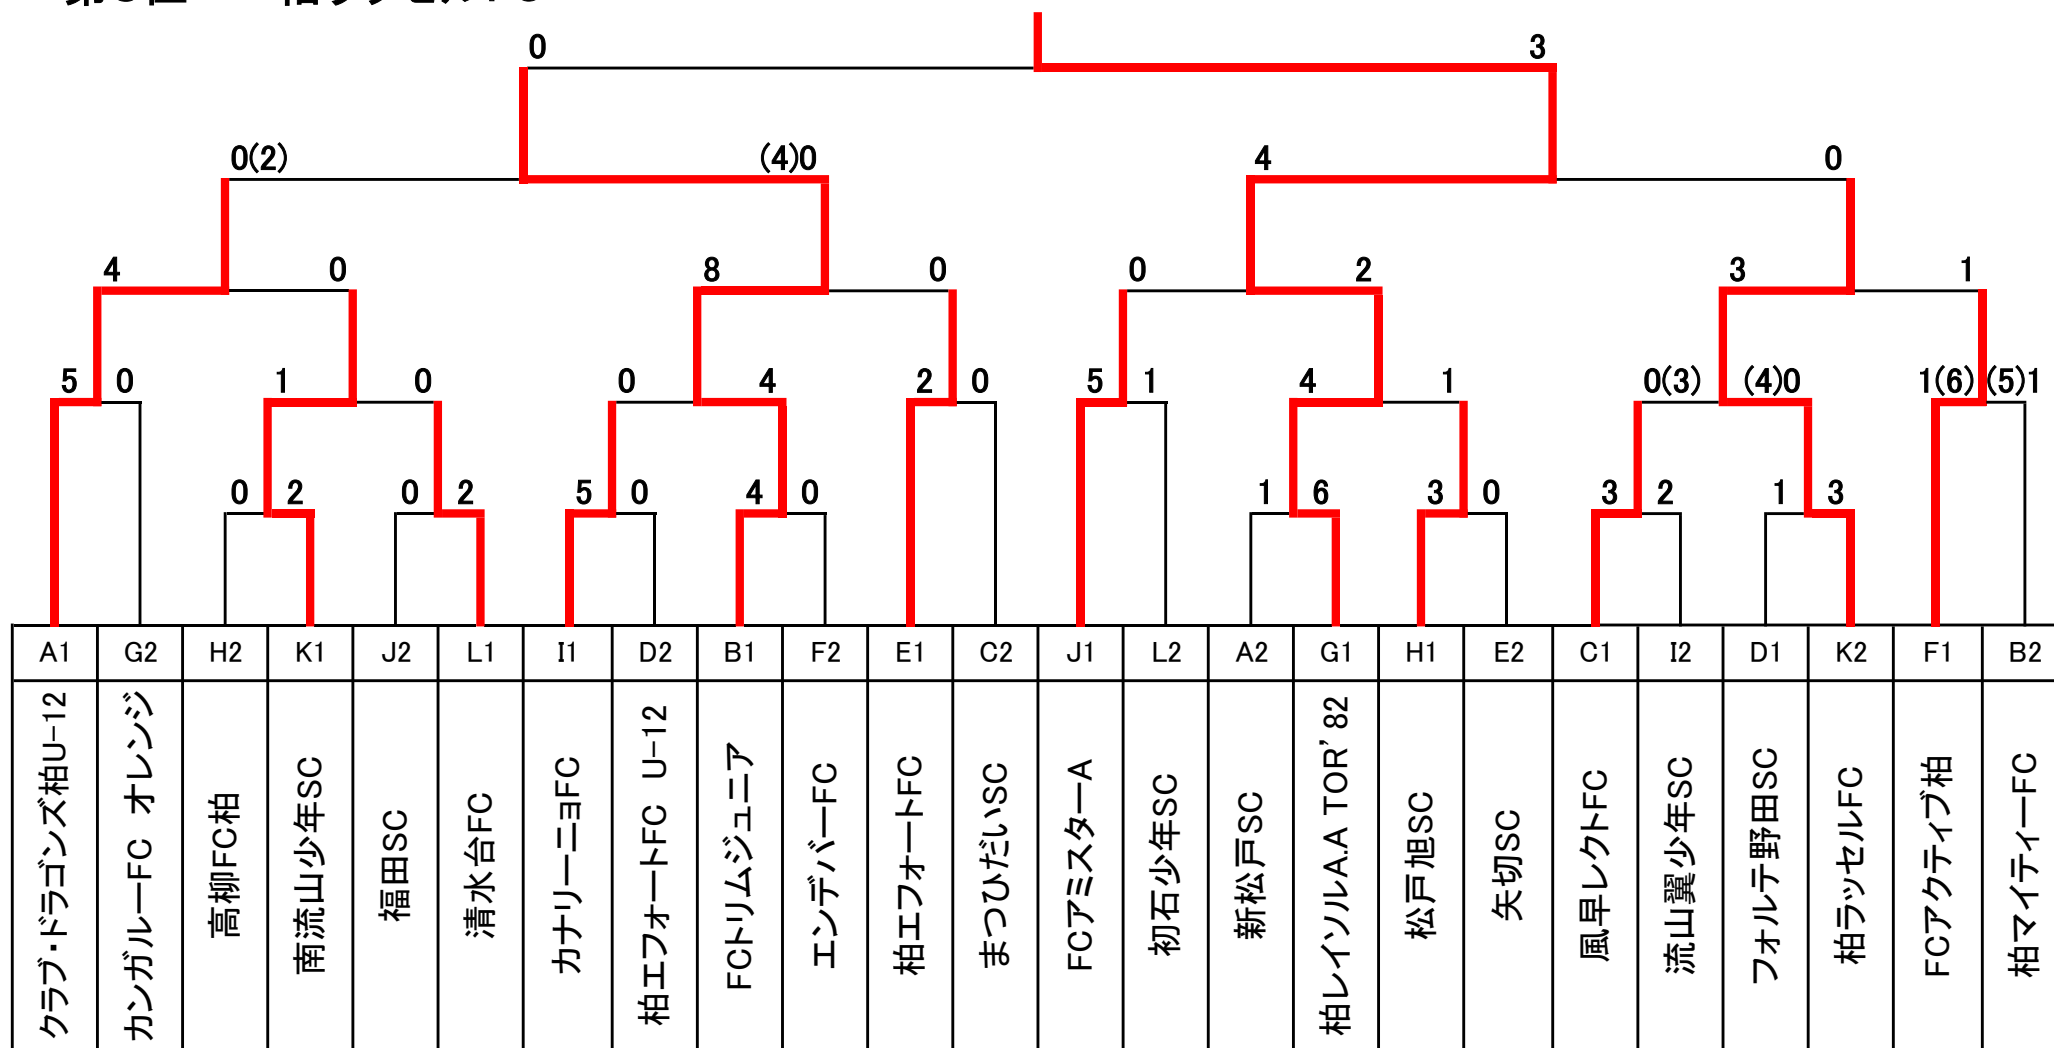 0 3
0(2) (4)0 4 0
4 0 8 0 0 2 3 1
5 0 1 0 0 4 2 0 5 1 4 1 0(3) (4)0 1(6) (5)1
0 2 0 2 5 0 4 0 1 6 3 0 3 2 1 3
A1 G2 H2 K1 J2 L1 I1 D2 B1 F2 E1 C2 J1 L2 A2 G1 H1 E2 C1 I2 D1 K2 F1 B2
クラブ・ドラゴンズ柏U-12
カンガルーFC オレンジ
高柳FC柏
南流山少年SC
福田SC
清水台FC
カナリーニョFC
柏エフォートFC U-12
FCトリムジュニア
エンデバーFC
柏エフォートFC
まつひだいSC
FCアミスターA
初石少年SC
新松戸SC
柏レイソルA.A TOR’82
松戸旭SC
矢切SC
風早レクトFC
流山翼少年SC
フォルテ野田SC
柏ラッセルFC
FCアクティブ柏
柏マイティーFC